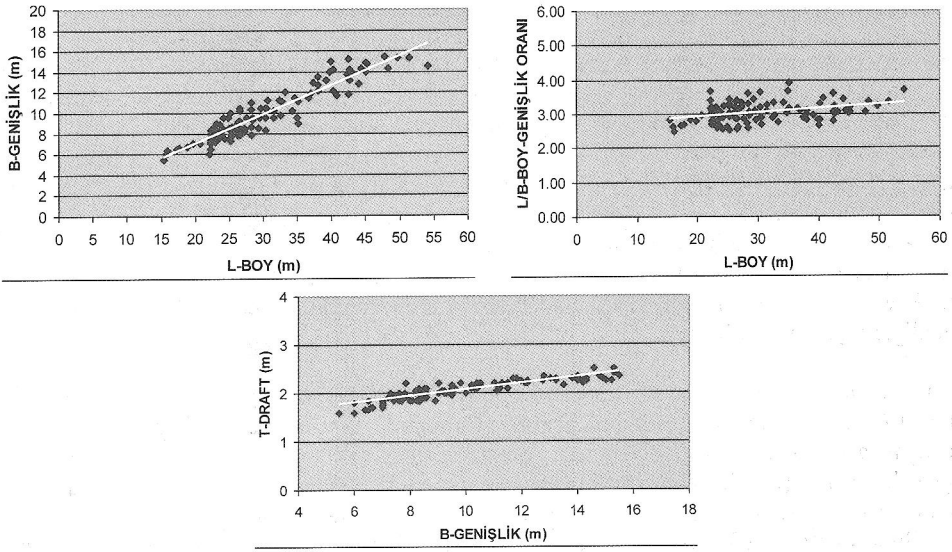 B-GENİŞLİK (m)
20
18
16
14
12
10
8
6
4
2
0
0 5 10 15 20 25 30 35 40 45 50 55 60
L-BOY (m)
L/B-BOY-GENİŞLİK ORANI
6.00
5.00
4.00
3.00
2.00
1.00
0.00
0 10 20 30 40 50 60
L-BOY (m)
T-DRAFT (m)
4
3
2
1
0
4 6 8 10 12 14 16 18
B-GENİŞLİK (m)